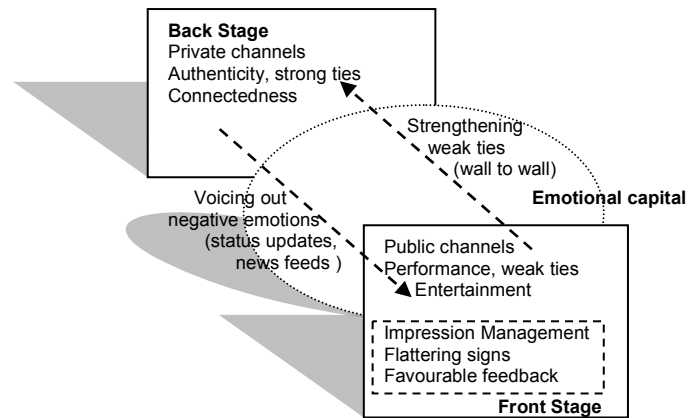 Back Stage
Private channels
Authenticity, strong ties
Connectedness
Strengthening
weak ties
(wall to wall)
Emotional capital
Voicing out
negative emotions
(status updates,
news feeds )
Public channels
Performance, weak ties
Entertainment
Impression Management
Flattering signs
Favourable feedback
Front Stage